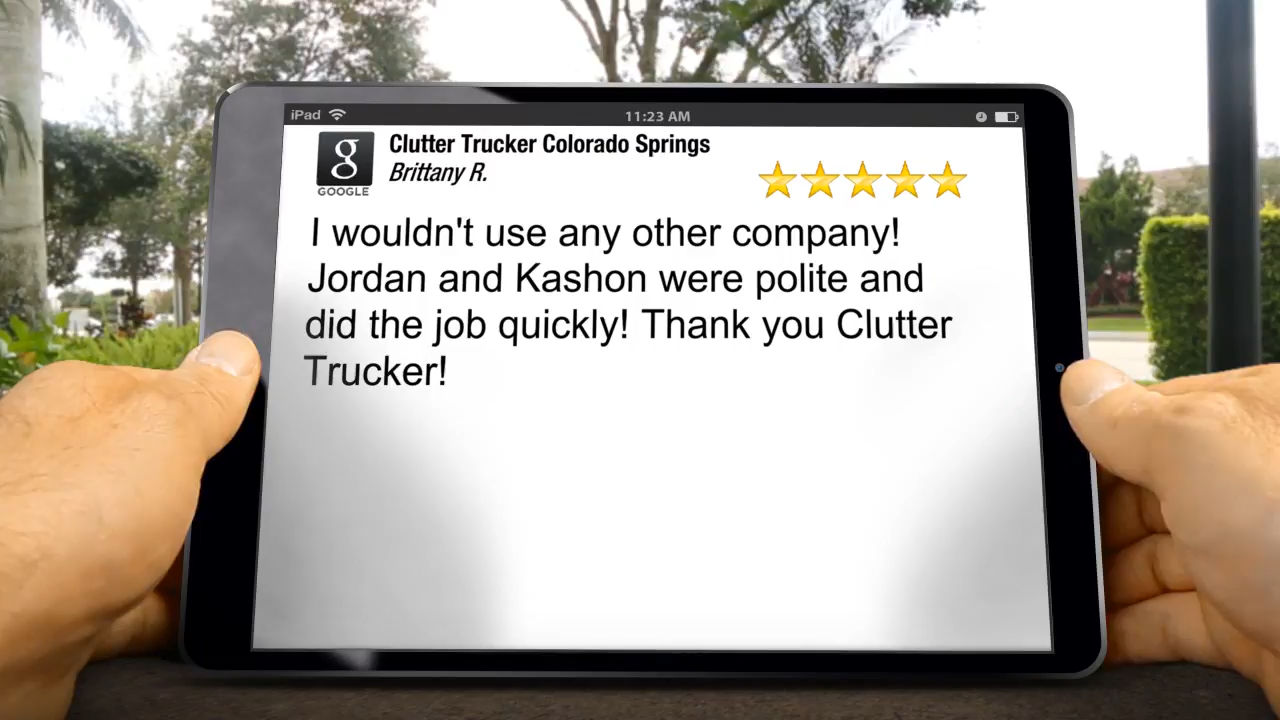 iPad 11:23 AM
g
GOOGLE
Clutter Trucker Colorado Springs
Brittany R.
I wouldn't use any other company!
Jordan and Kashon were polite and
did the job quickly! Thank you Clutter
Trucker!